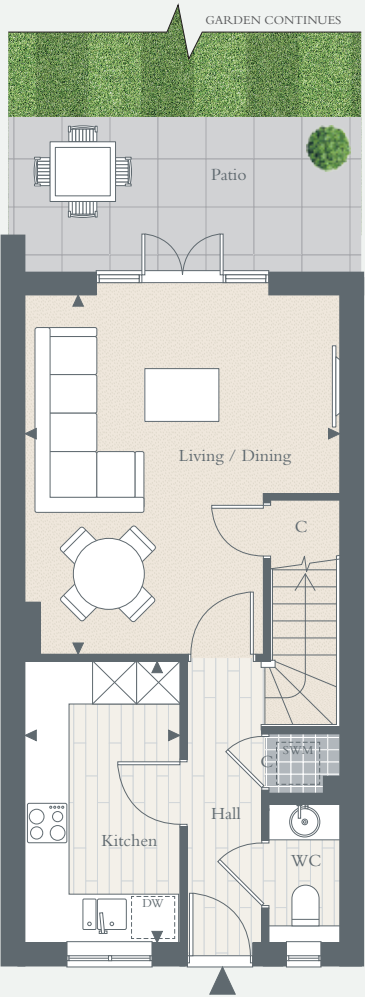 GARDEN CONTINUES
Patio
Living / Dining
C
SWM
C
Hall
Kitchen
WC
DW